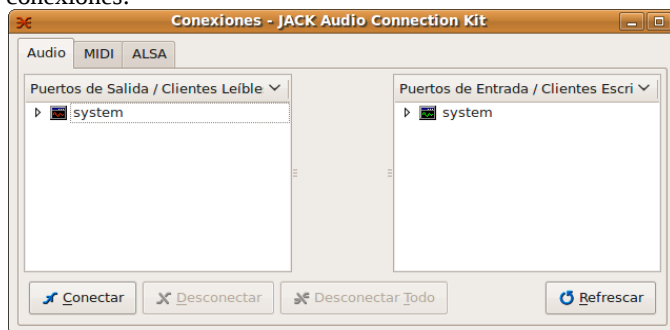 conexiones:
Conexiones - JACK Audio Connection Kit
Audio MIDI ALSA
Puertos de Salida / Clientes Leíble Puertos de Entrada / Clientes Escri
system system
Conectar Desconectar Desconectar Todo Refrescar